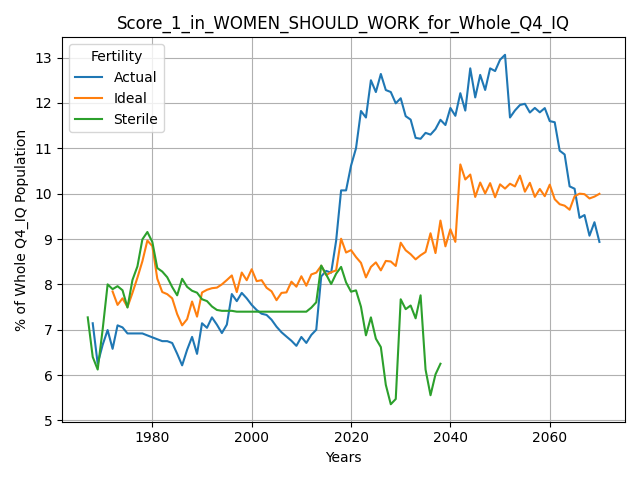 Score_1_in_WOMEN_SHOULD_WORK_for_Whole_Q4_IQ
Fertility
Actual
Ideal
Sterile
% of Whole Q4_IQ Population
13
12
11
10
9
8
7
6
5
1980 2000 2020 2040 2060
Years